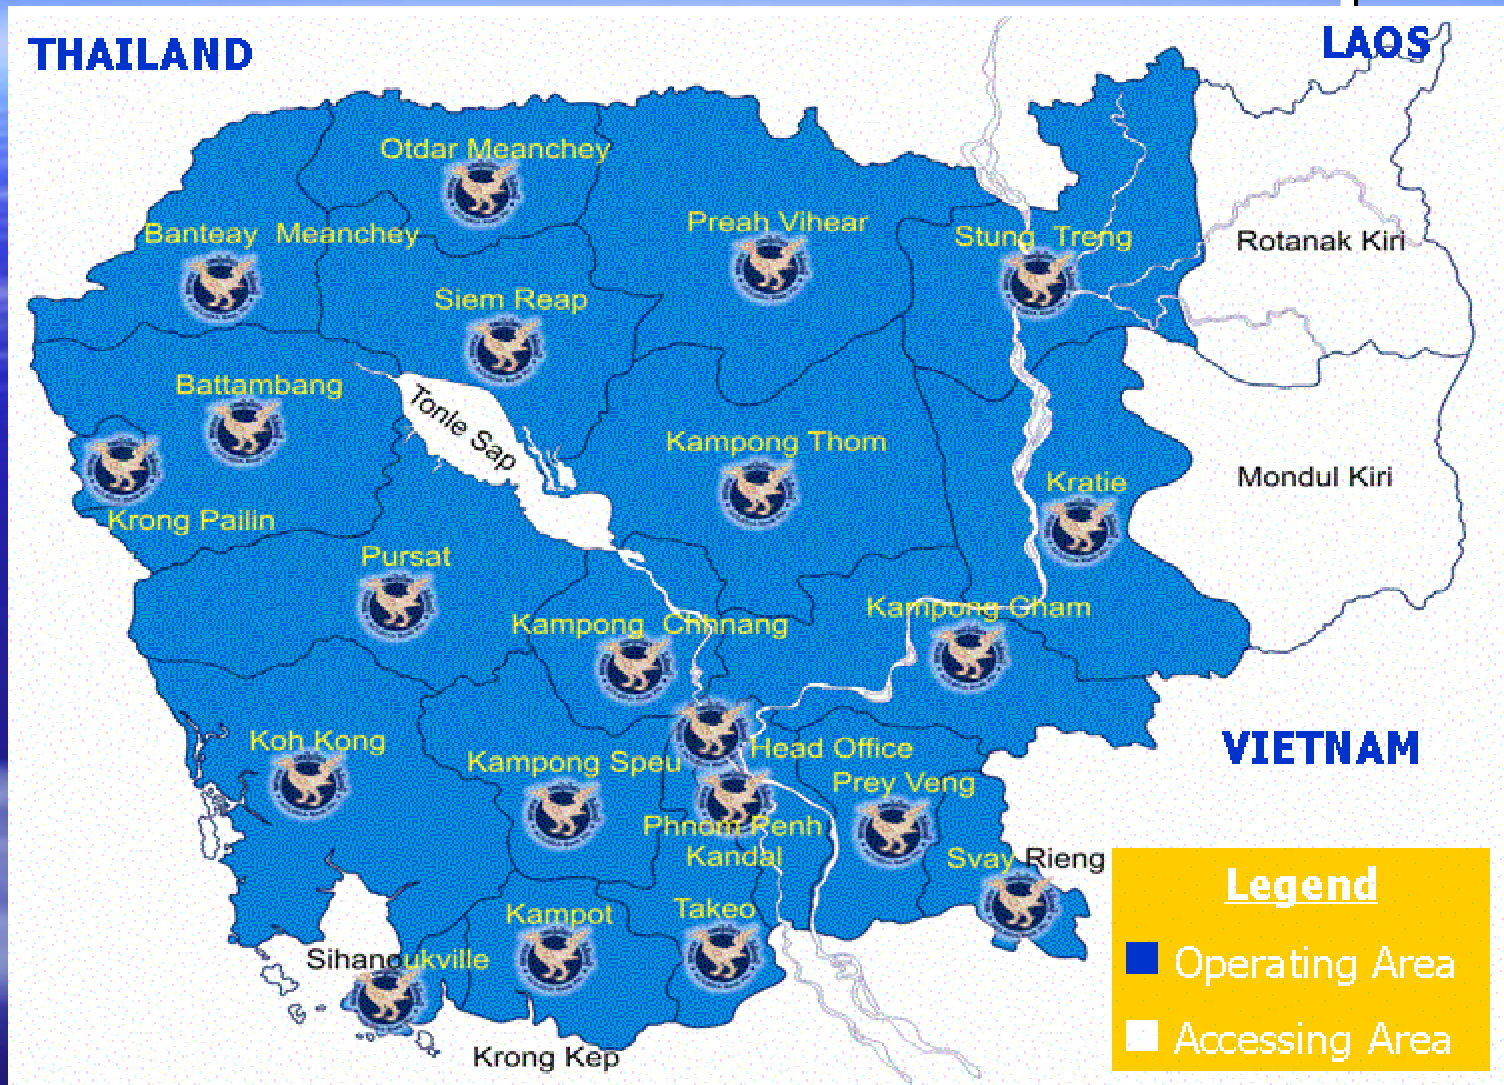 THAILAND
LAOS
Otdar Meanchey
Preah Vihear
Banteay Meanchey
Stung Treng
Rotanak Kiri
Siem Reap
Battambang
Tonle Sap
Kampong Thom
Mondul Kiri
Kratie
Krong Pailin
Pursat
Kampong Cham
Kampong Chhnang
Koh Kong
Head Office
VIETNAM
Kampong Speu
Prey Veng
Phnom Penh
Kandal
Svay Rieng
Legend
Kampot
Takeo
Sihanoukville
Operating Area
Accessing Area
Krong Kep